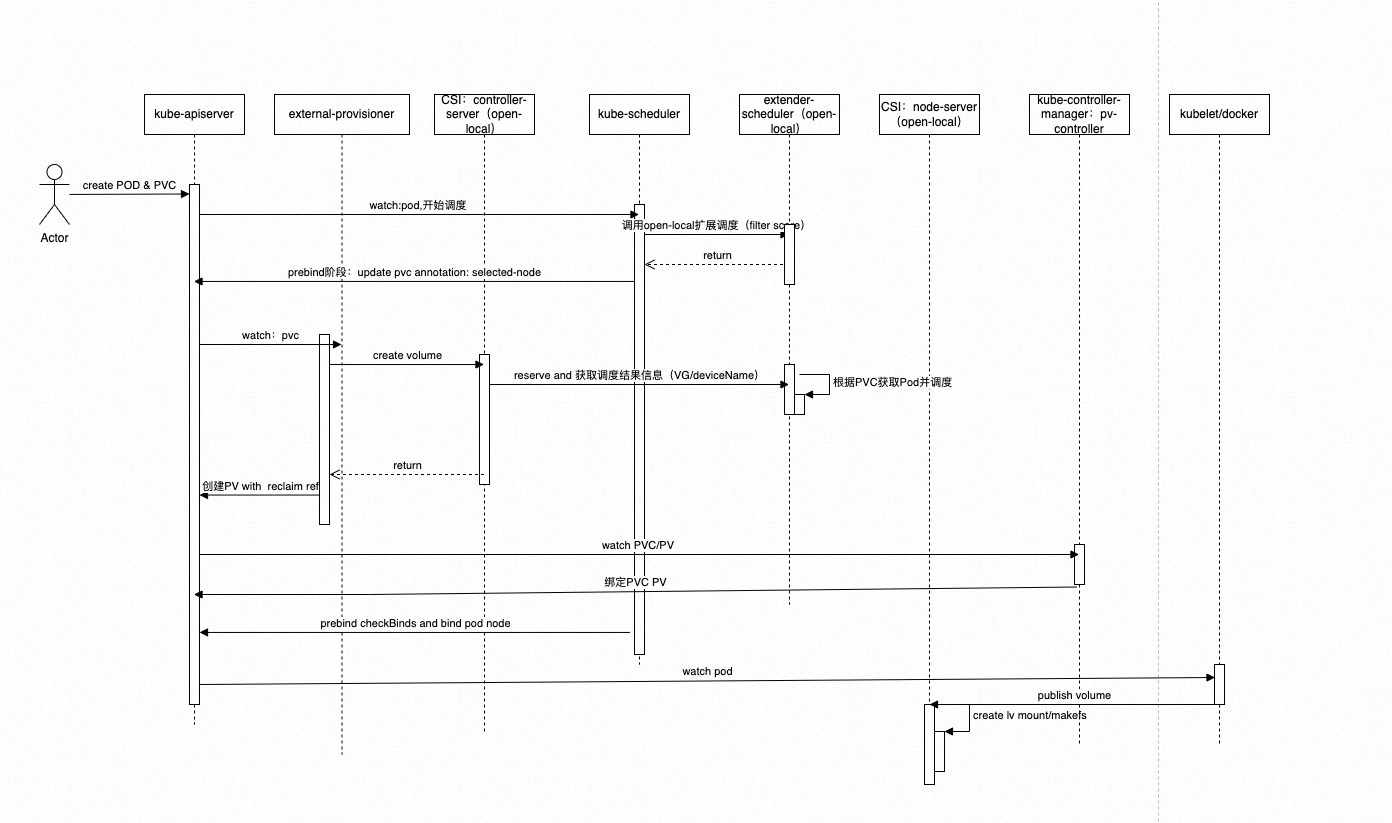 kube-apiserver
external-provisioner
CSI：controller-
server（open-
local）
kube-scheduler
extender-
scheduler（open-
local）
CSI：node-server
（open-local）
kube-controller-
manager：pv-
controller
kubelet/docker
Actor
create POD & PVC
watch:pod,开始调度
调用open-local扩展调度（filter score）
return
prebind阶段：update pvc annotation: selected-node
watch：pvc
create volume
reserve and 获取调度结果信息（VG/deviceName）
根据PVC获取Pod并调度
return
创建PV with  reclaim ref
watch PVC/PV
绑定PVC PV
prebind checkBinds and bind pod node
watch pod
publish volume
create lv mount/makefs